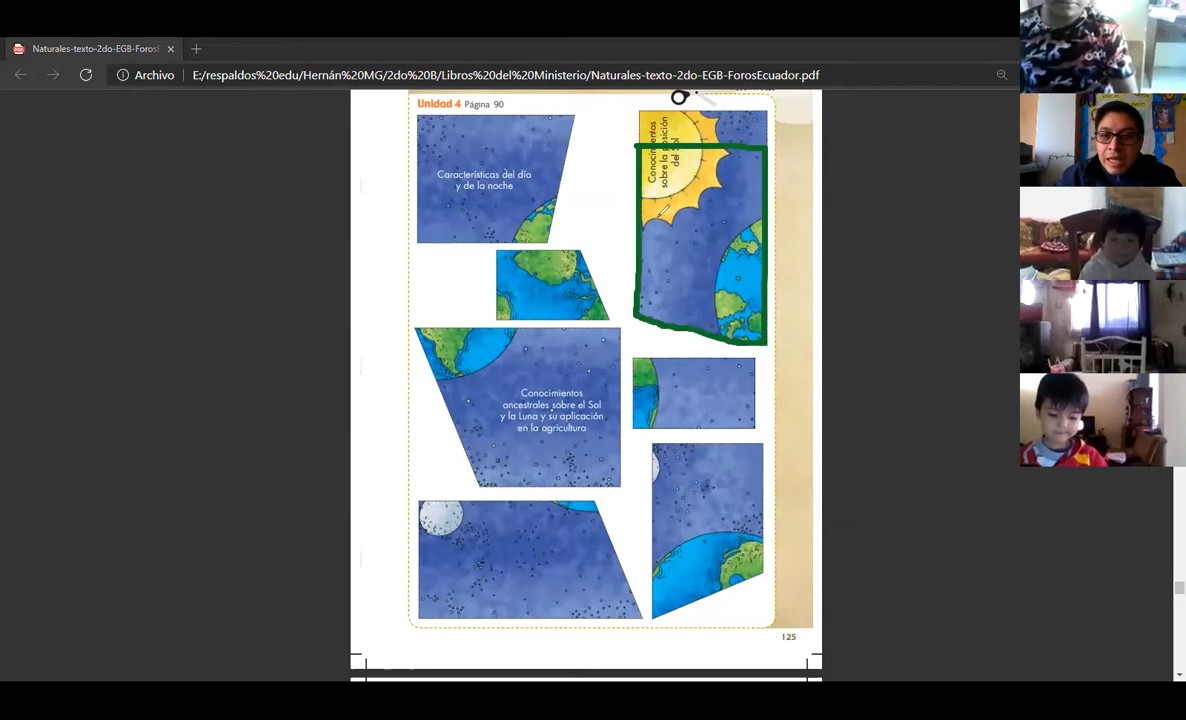 Naturales-texto-2do-EGB-Foros
Archivo
E:/respaldos%20edu/Hernán%20MG/2do%20B/Libros%20del%20Ministerio/Naturales-texto-2do-EGB-ForosEcuador.pdf
Unidad 4 Página 90
Características del día
y de la noche
Conocimientos
sobre la posición
del Sol
Conocimientos
ancestrales sobre el Sol
y la Luna y su aplicación
en la agricultura
125